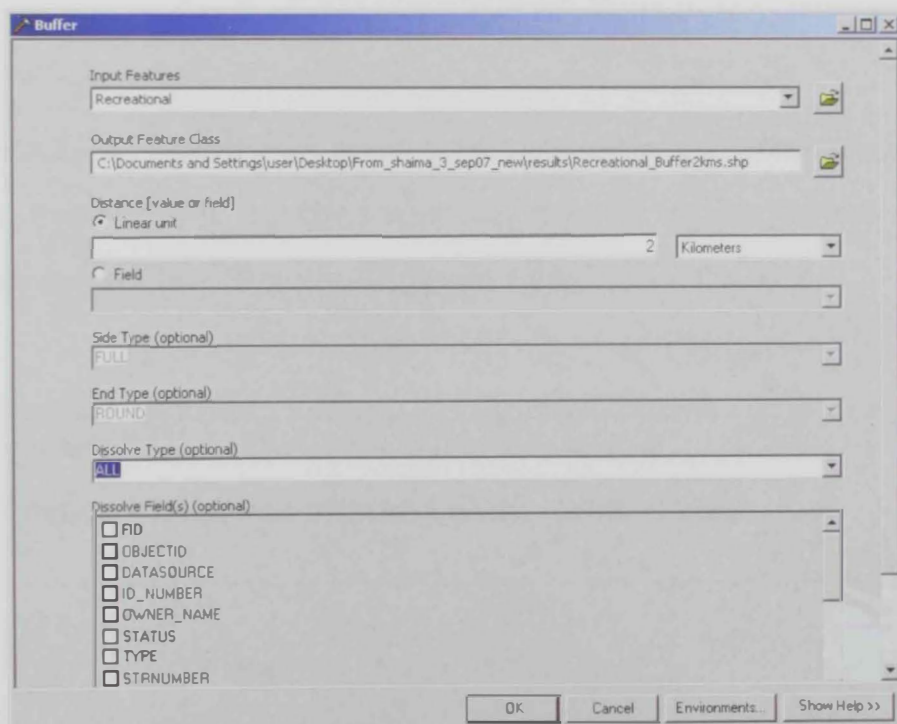 Buffer
Input Features
Recreational
Output Feature Class
C:\Documents and Settings\user\Desktop\From_shaima_3_sep07_new\results\Recreational_Buffer2kms.shp
Distance [value or field]
Linear unit
2 Kilometers
Field
Side Type (optional)
FULL
End Type (optional)
ROUND
Dissolve Type (optional)
ALL
Dissolve Field(s) (optional)
FID
OBJECTID
DATASOURCE
ID_NUMBER
OWNER_NAME
STATUS
TYPE
STRNUMBER
OK Cancel Environments... Show Help >>